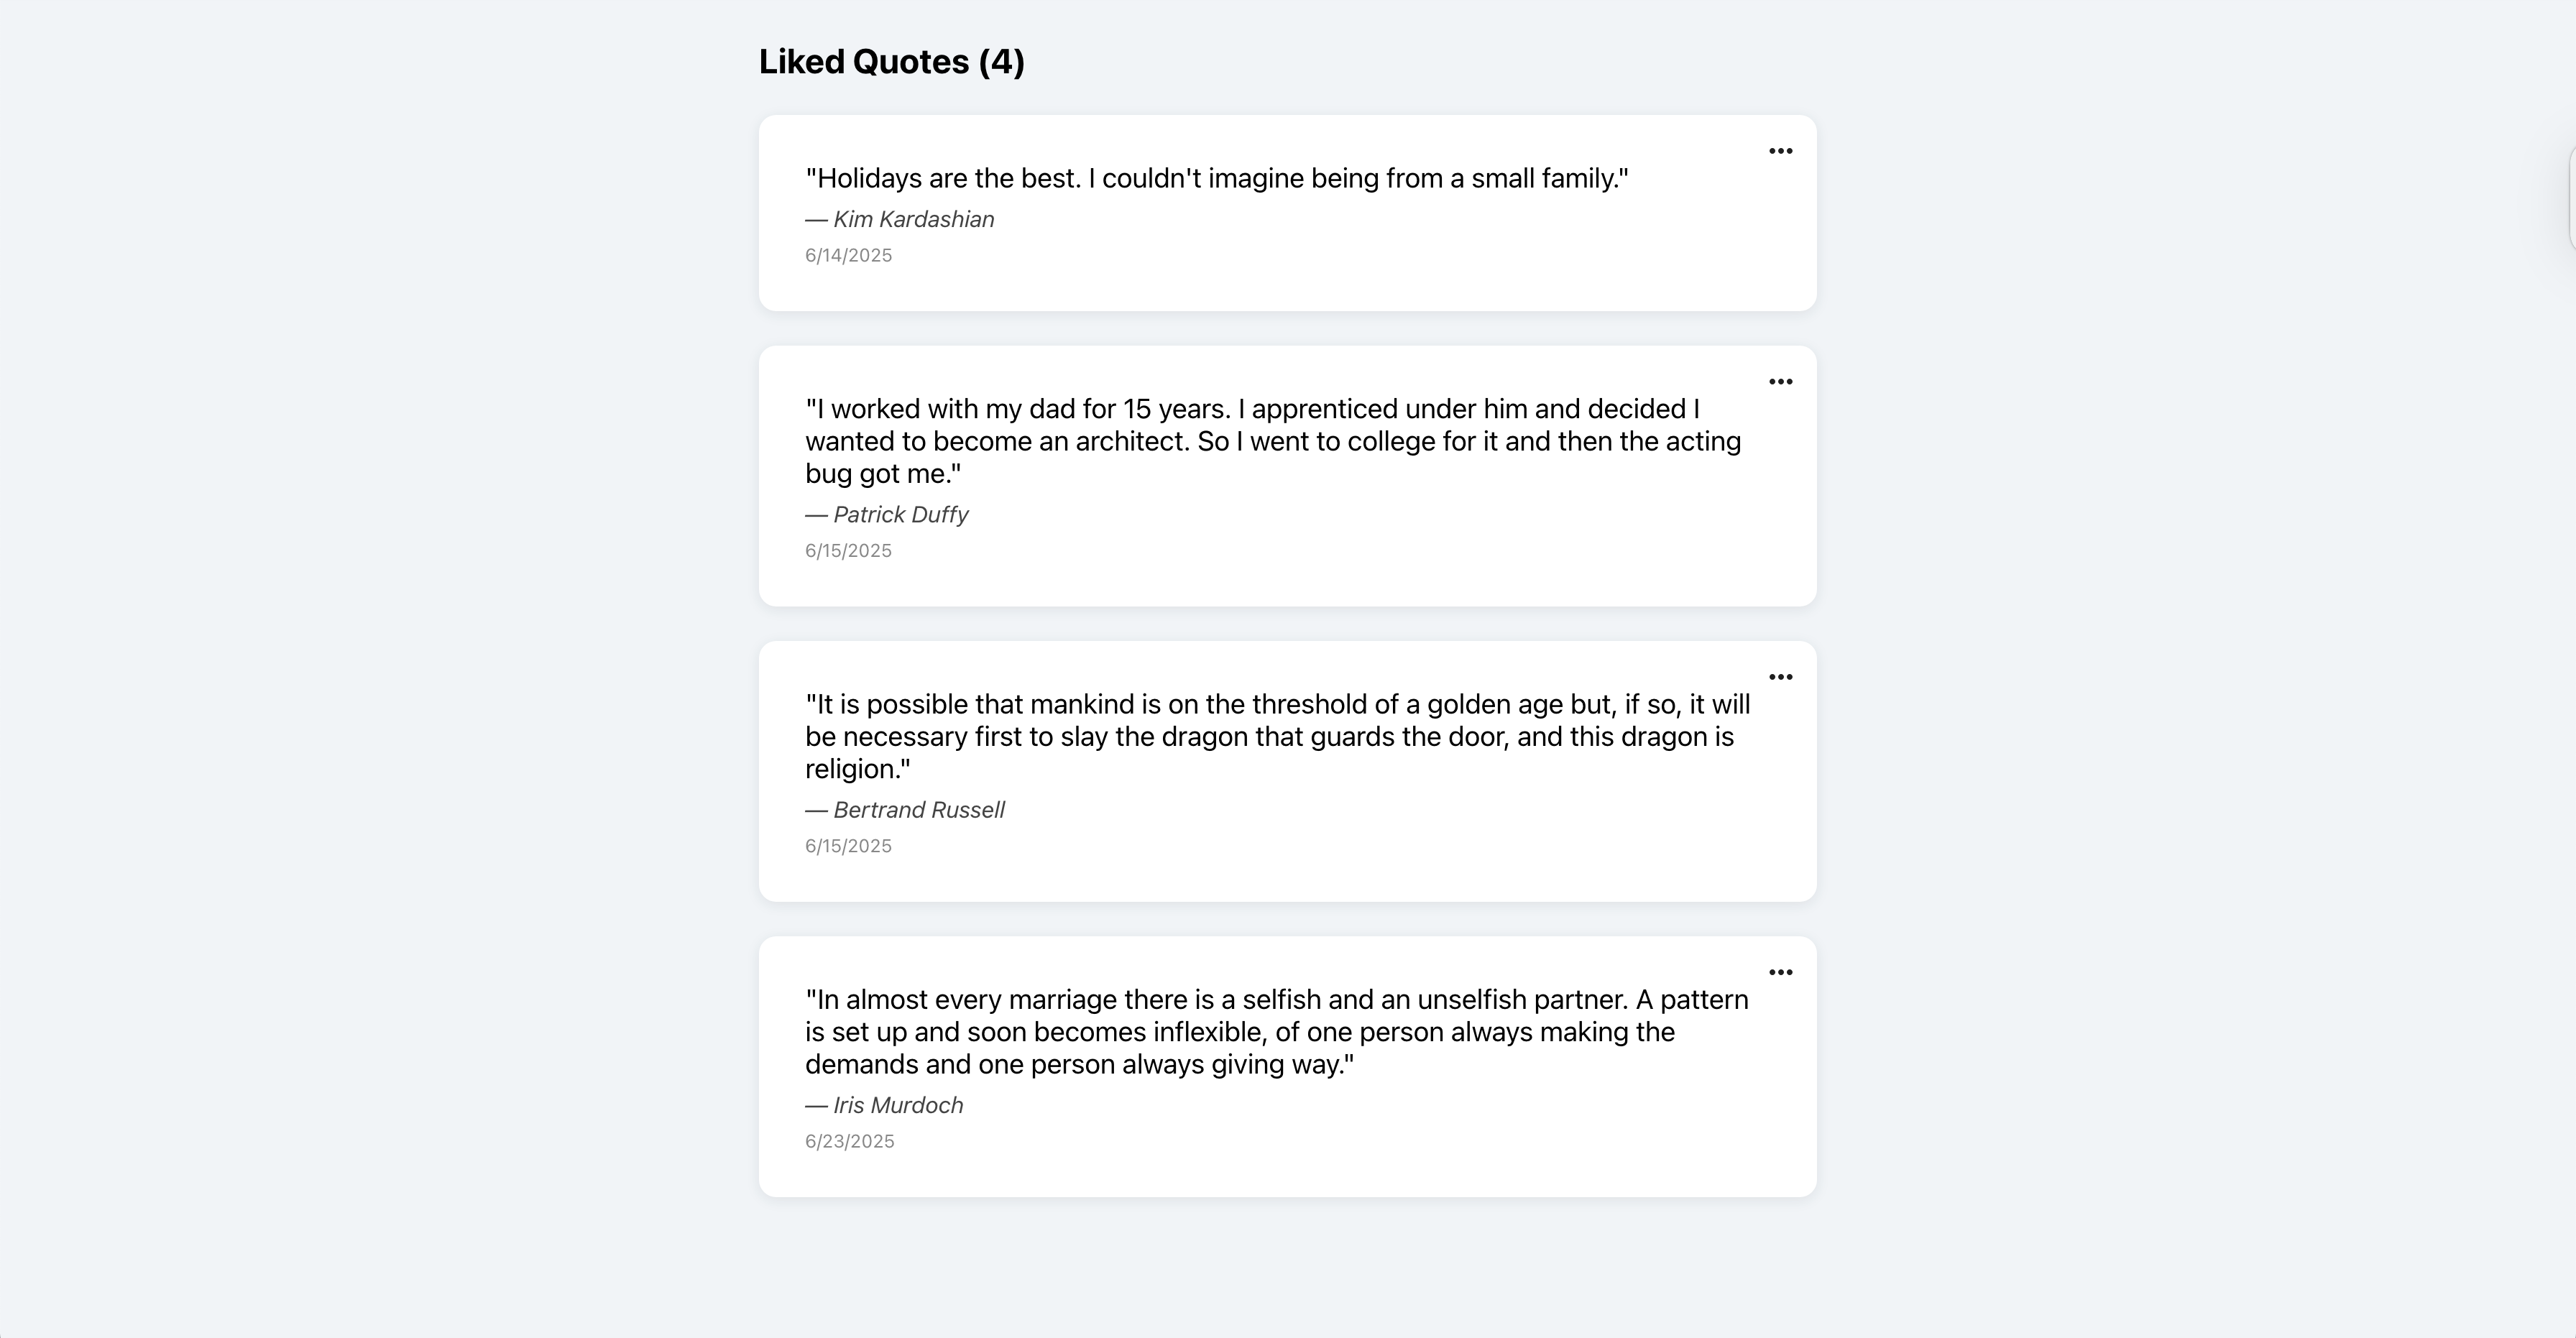 Liked Quotes (4)
"Holidays are the best. I couldn't imagine being from a small family."
— Kim Kardashian
6/14/2025
"I worked with my dad for 15 years. I apprenticed under him and decided I
wanted to become an architect. So I went to college for it and then the acting
bug got me."
— Patrick Duffy
6/15/2025
"It is possible that mankind is on the threshold of a golden age but, if so, it will
be necessary first to slay the dragon that guards the door, and this dragon is
religion."
— Bertrand Russell
6/15/2025
"In almost every marriage there is a selfish and an unselfish partner. A pattern
is set up and soon becomes inflexible, of one person always making the
demands and one person always giving way."
— Iris Murdoch
6/23/2025